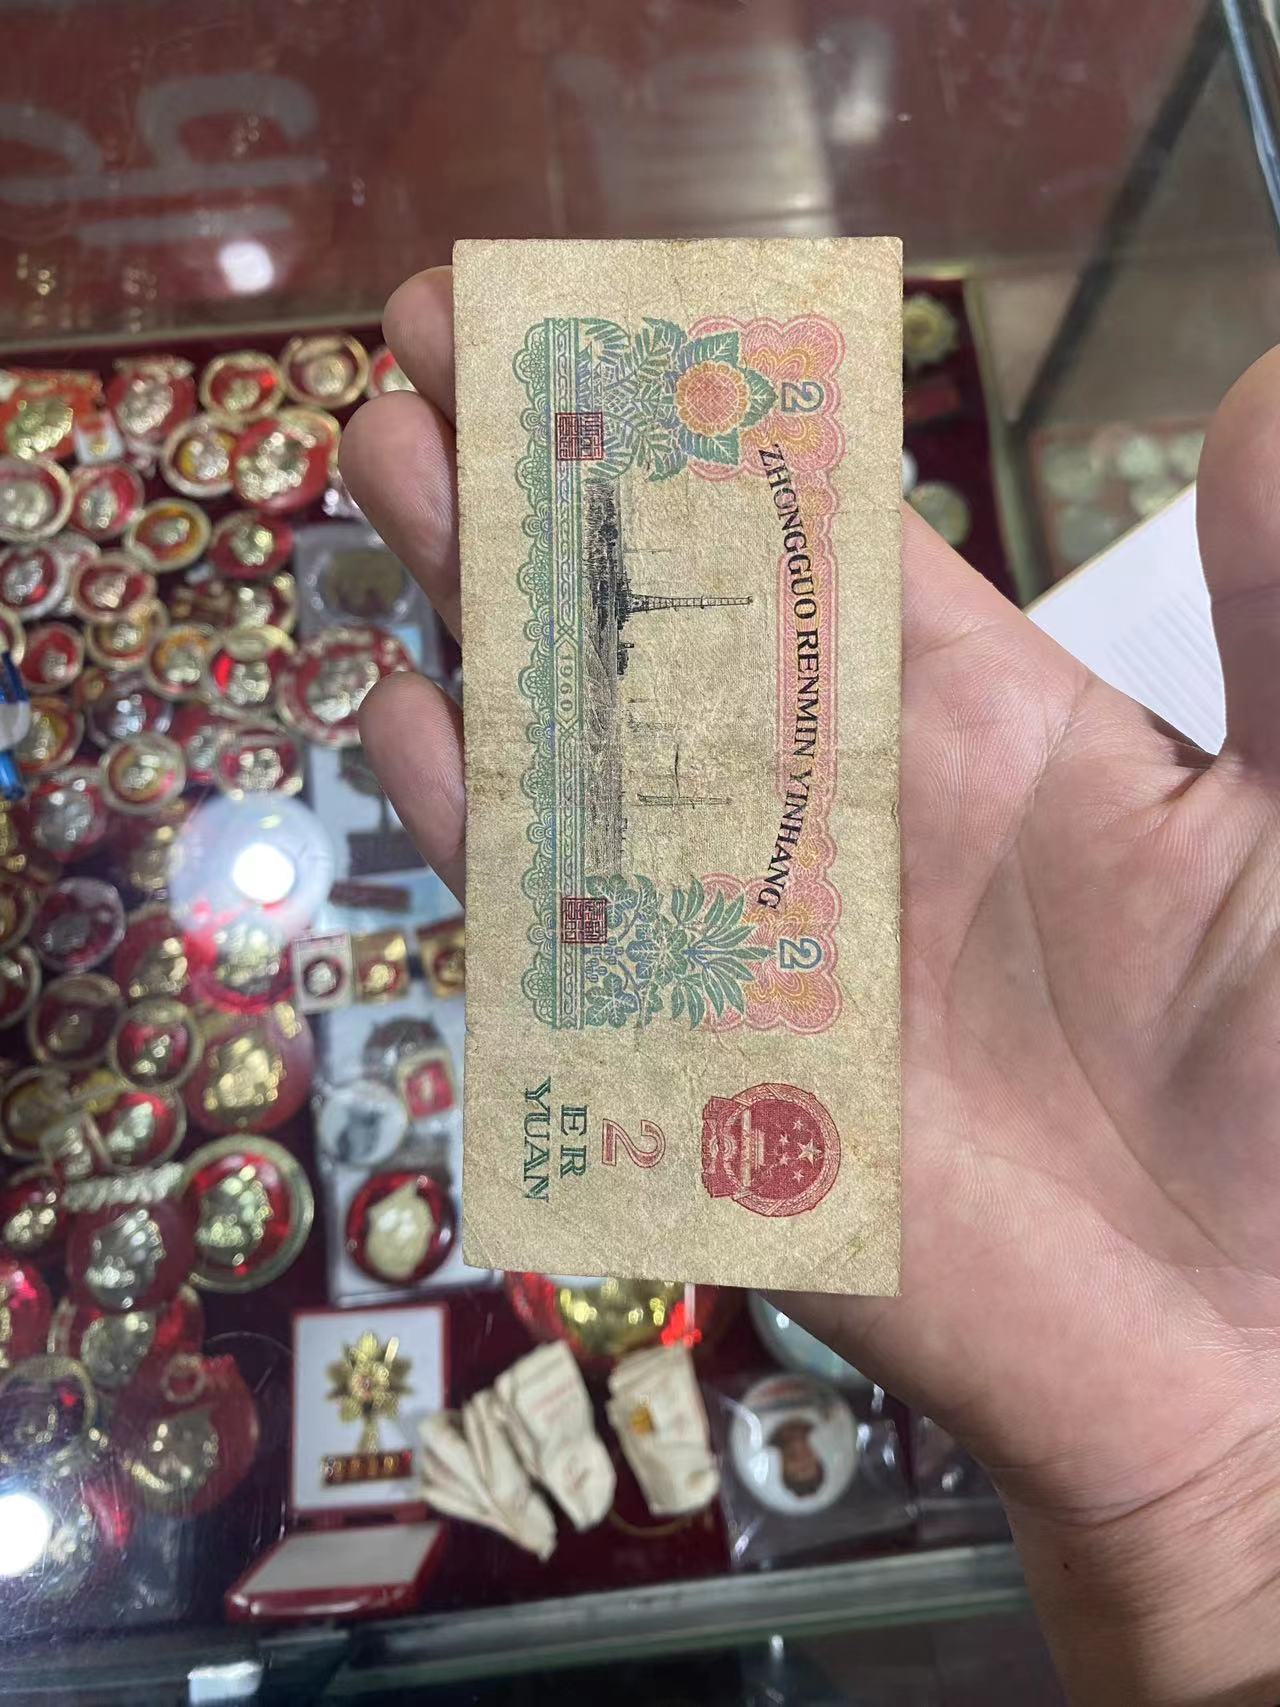 ZHONGGUO RENMIN YINHANG
2
2
1960
2
ER
YUAN